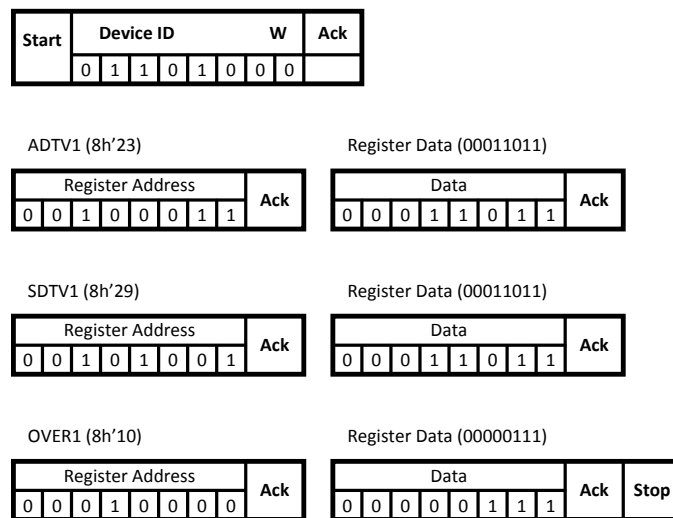 Start Device ID W Ack
0 1 1 0 1 0 0 0
ADTV1 (8h’23) Register Data (00011011)
Register Address Ack Data Ack
0 0 1 0 0 0 1 1 0 0 0 1 1 0 1 1
SDTV1 (8h’29) Register Data (00011011)
Register Address Ack Data Ack
0 0 1 0 1 0 0 1 0 0 0 1 1 0 1 1
OVER1 (8h’10) Register Data (00000111)
Register Address Ack Data Ack Stop
0 0 0 1 0 0 0 0 0 0 0 0 0 1 1 1